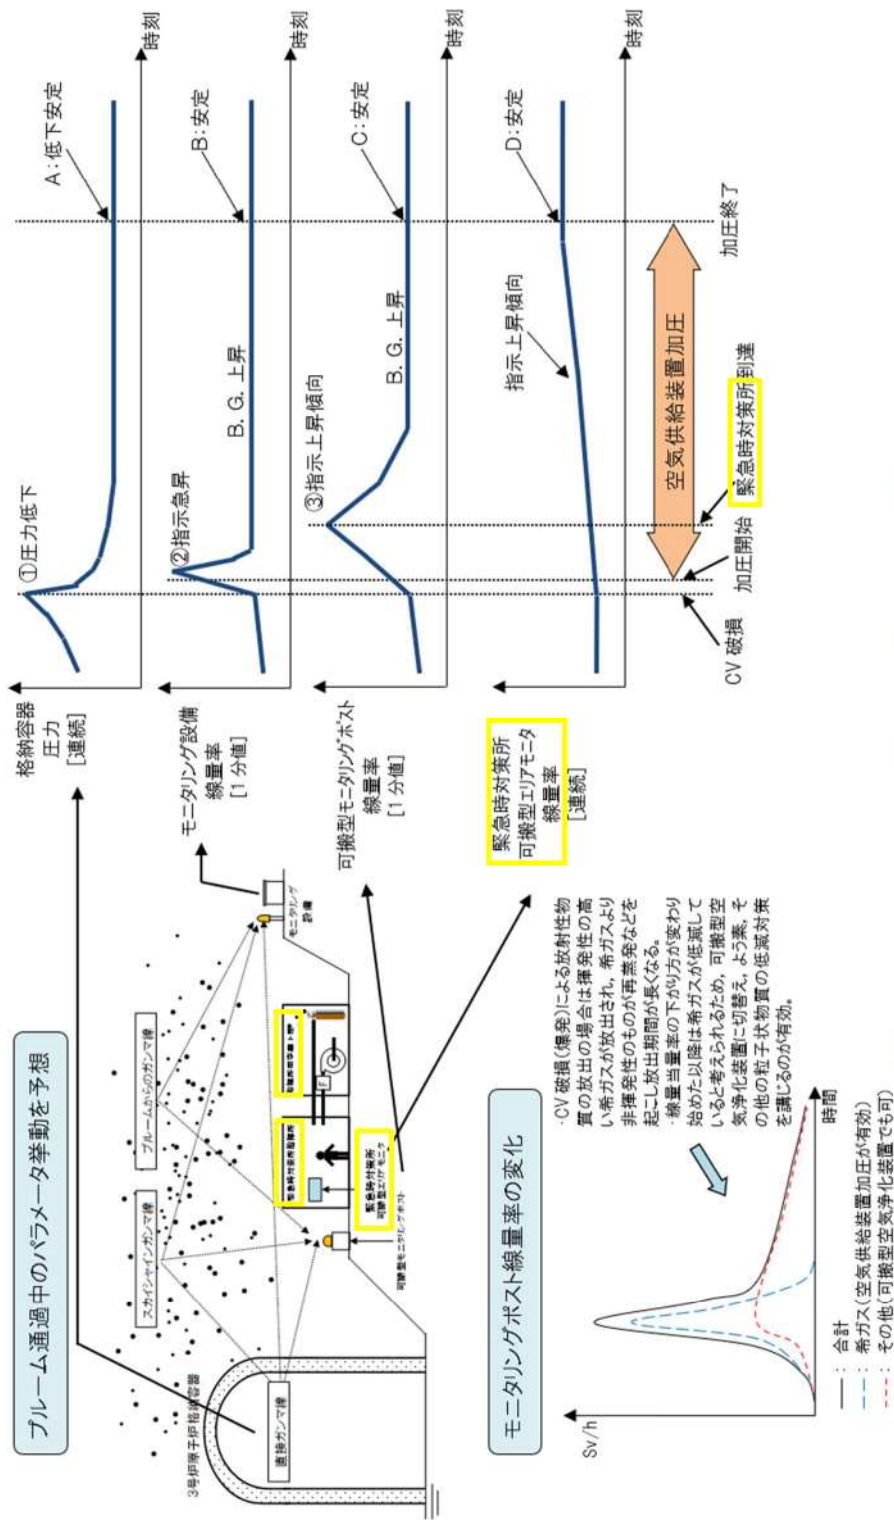 プルーム通過中のパラメータ挙動を予想
スカイシャインガンマ線
プルームからのガンマ線
3号炉原子炉格納容器
直接ガンマ線
緊急時対策所
可搬型エリアモニタ
可搬型モニタリングポスト
モニタリング
設備
F
格納容器
圧力
[連続]
①圧力低下
A:低下安定
時刻
モニタリング設備
線量率
[1分値]
②指示急昇
B.G.上昇
B:安定
時刻
可搬型モニタリングポスト
線量率
[1分値]
③指示上昇傾向
B.G.上昇
C:安定
時刻
緊急時対策所
可搬型エリアモニタ
線量率
[連続]
指示上昇傾向
D:安定
時刻
CV破損
加圧開始
緊急時対策所到達
空気供給装置加圧
加圧終了
モニタリングポスト線量率の変化
Sv/h
時間
―: 合計
― ―: 希ガス(空気供給装置加圧が有効)
---: その他(可搬型空気浄化装置でも可)
・CV破損(爆発)による放射性物
質の放出の場合は揮発性の高
い希ガスが放出され,希ガスより
非揮発性のものが再蒸発などを
起こし放出期間が長くなる。
・線量当量率の下がり方が変わり
始めた以降は希ガスが低減して
いると考えられるため,可搬型空
気浄化装置に切替え,よう素,そ
の他の粒子状物質の低減対策
を講じるのが有効。